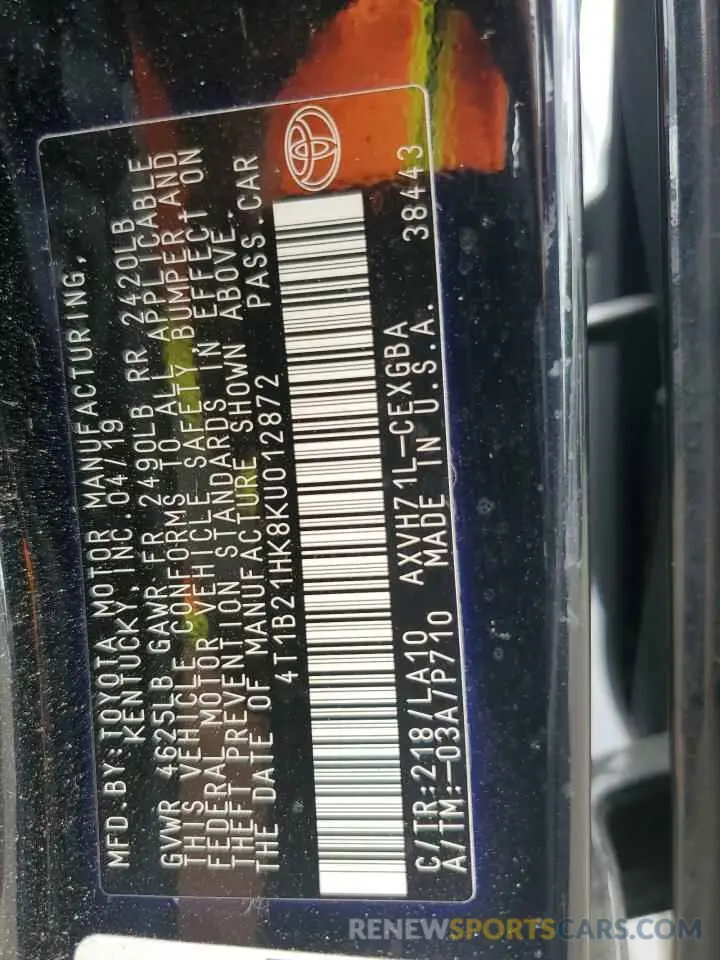 MFD.BY:TOYOTA MOTOR MANUFACTURING,
KENTUCKY, INC.04/19
GVWR 4625LB GAWR FR 2490LB RR 2420LB
THIS VEHICLE CONFORMS TO ALL APPLICABLE
FEDERAL MOTOR VEHICLE SAFETY BUMPER AND
THEFT PREVENTION STANDARDS IN EFFECT ON
THE DATE OF MANUFACTURE SHOWN ABOVE.
4T1B21HK8KU012872 PASS.CAR
C/TR:218/LA10 AXVH71L-CEXGBA 38443
A/TM:-03A/P710 MADE IN U.S.A.
RENEWSPORTSCARS.COM